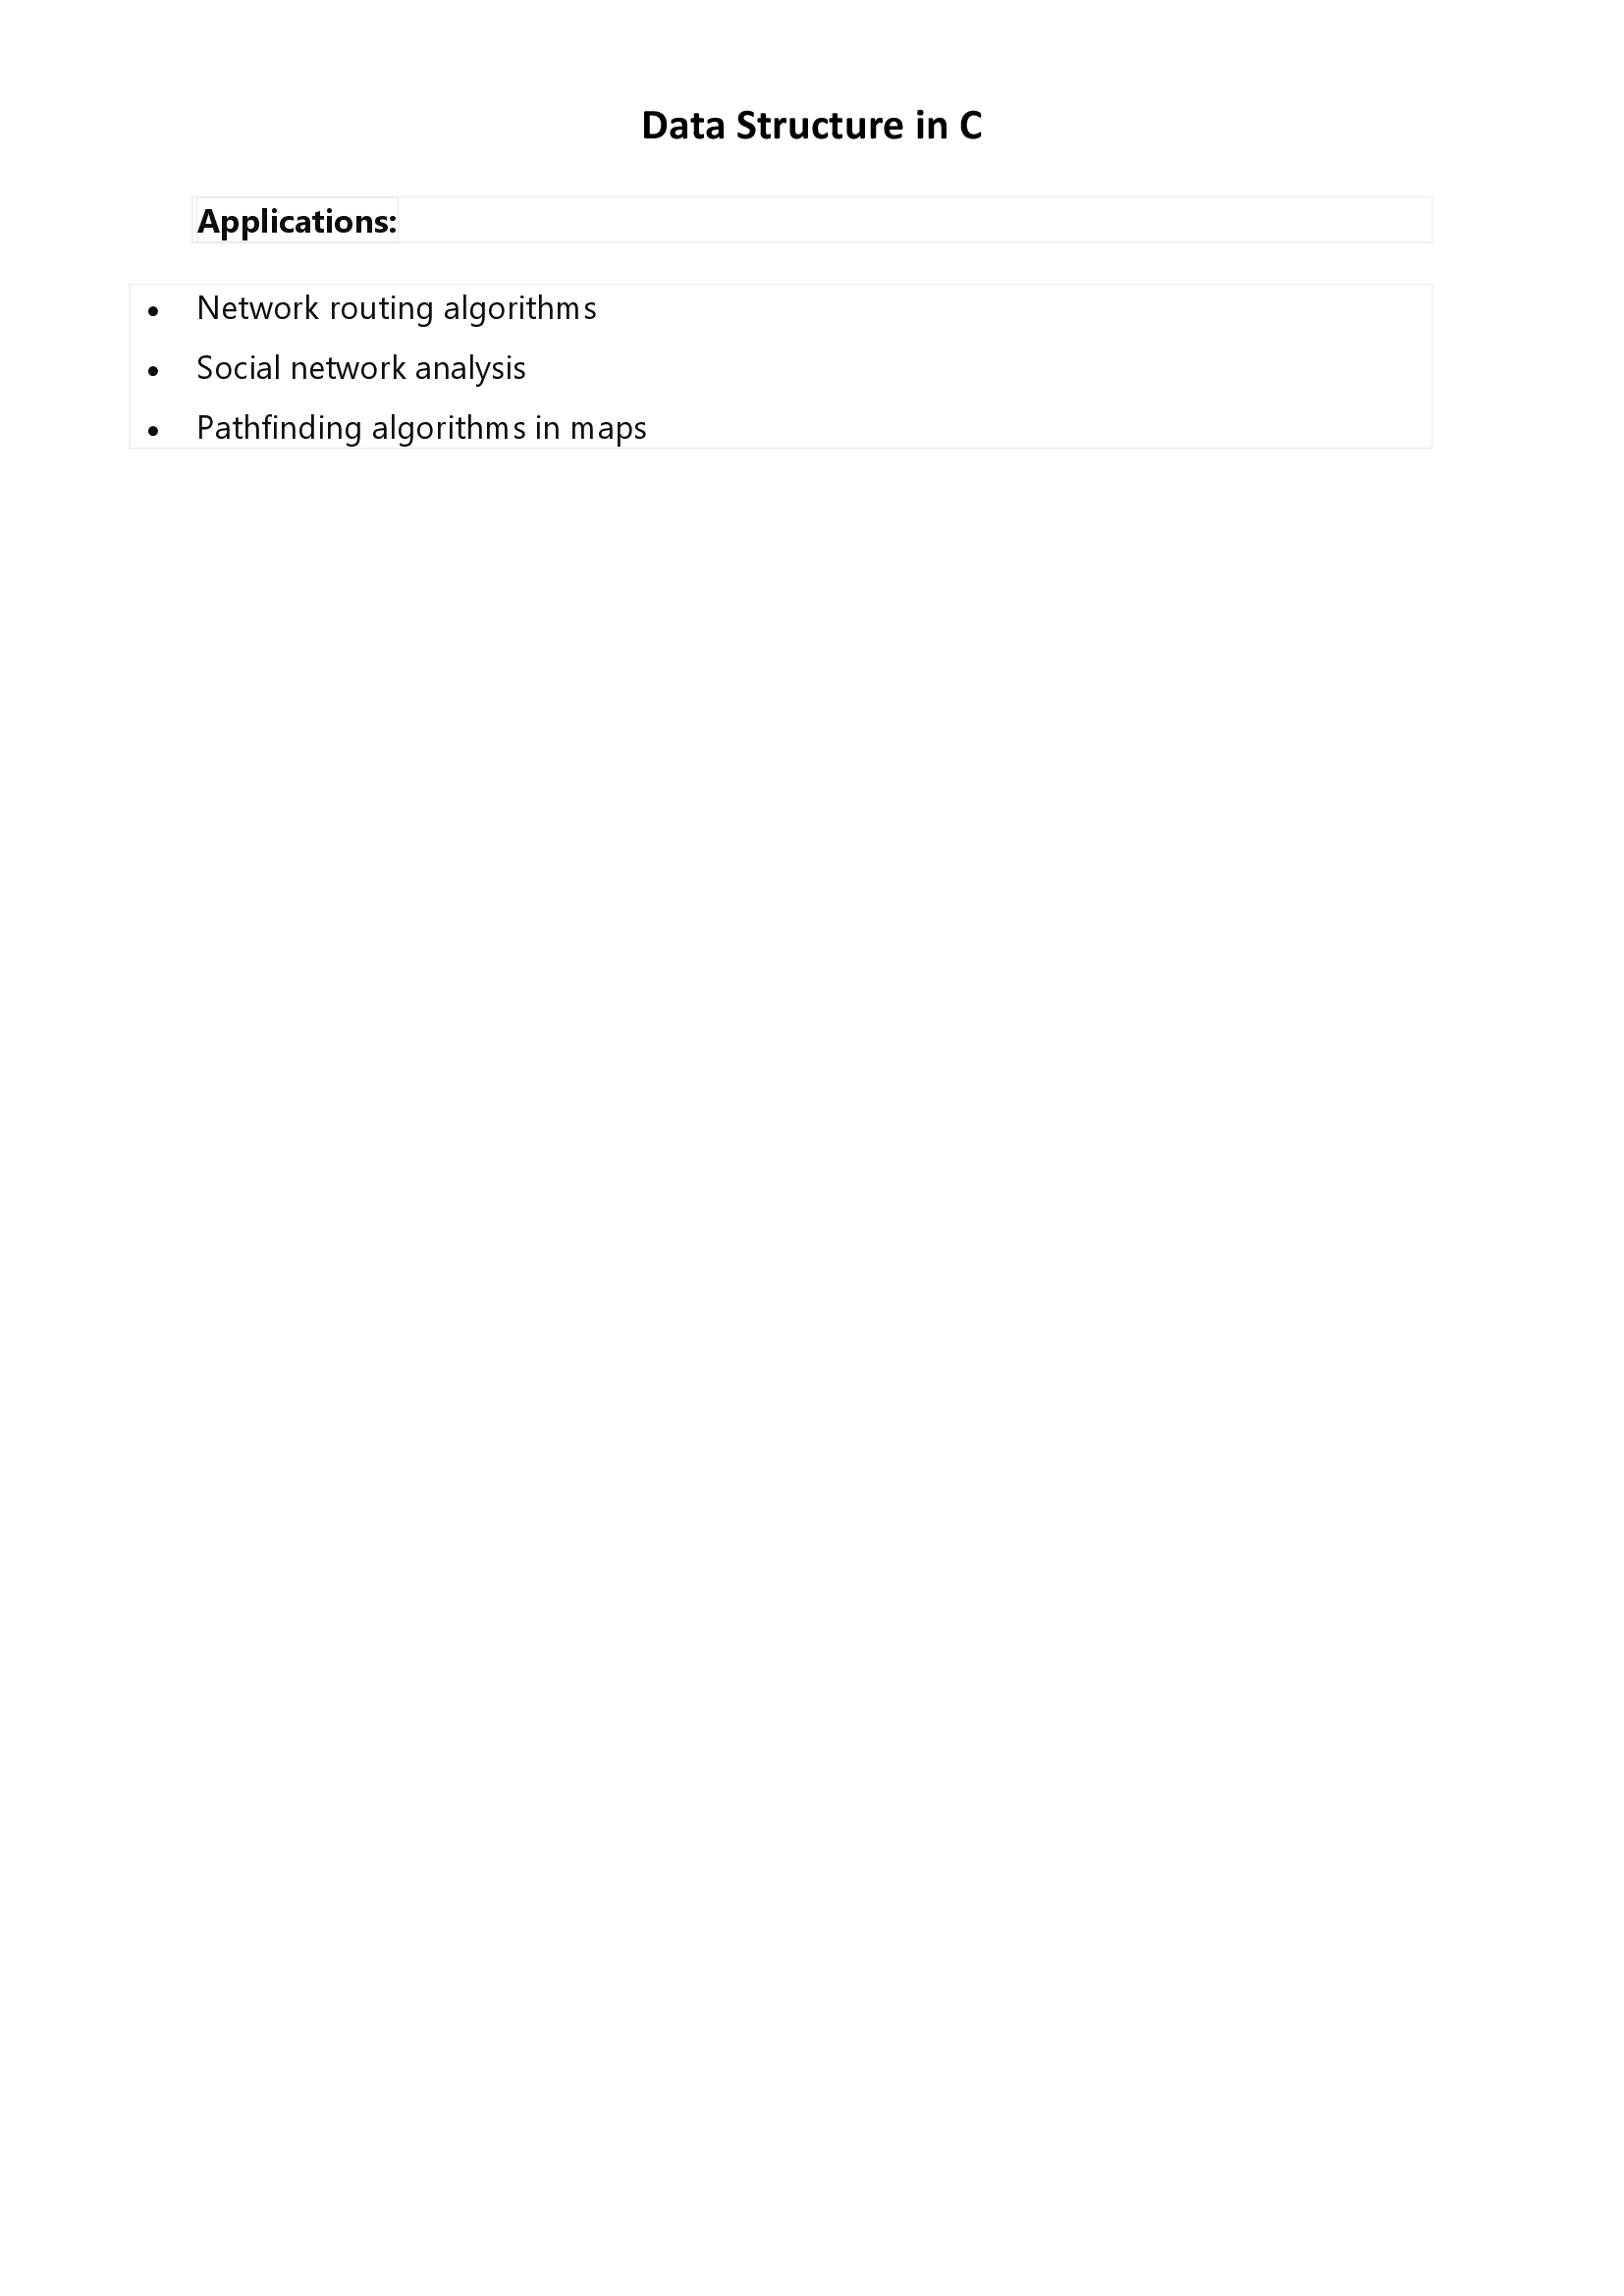 Data Structure in C
Applications:
• Network routing algorithms
• Social network analysis
• Pathfinding algorithms in maps